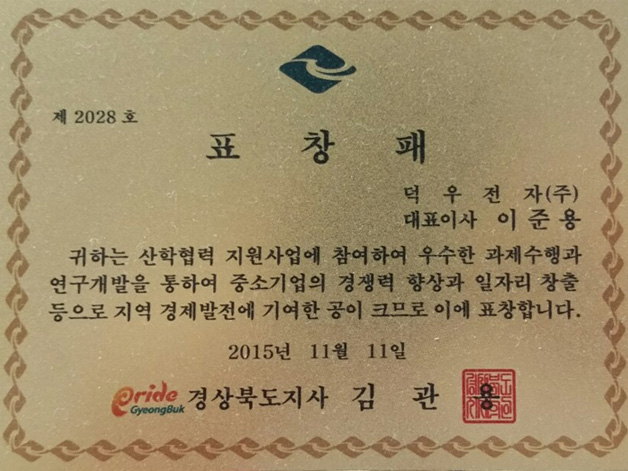 제 2028 호
표 창 패
덕 우 전 자(주)
대표이사 이 준 용
귀하는 산학협력 지원사업에 참여하여 우수한 과제수행과
연구개발을 통하여 중소기업의 경쟁력 향상과 일자리 창출
등으로 지역 경제발전에 기여한 공이 크므로 이에 표창합니다.
2015년 11월 11일
Pride GyeongBuk 경상북도지사 김 관 용